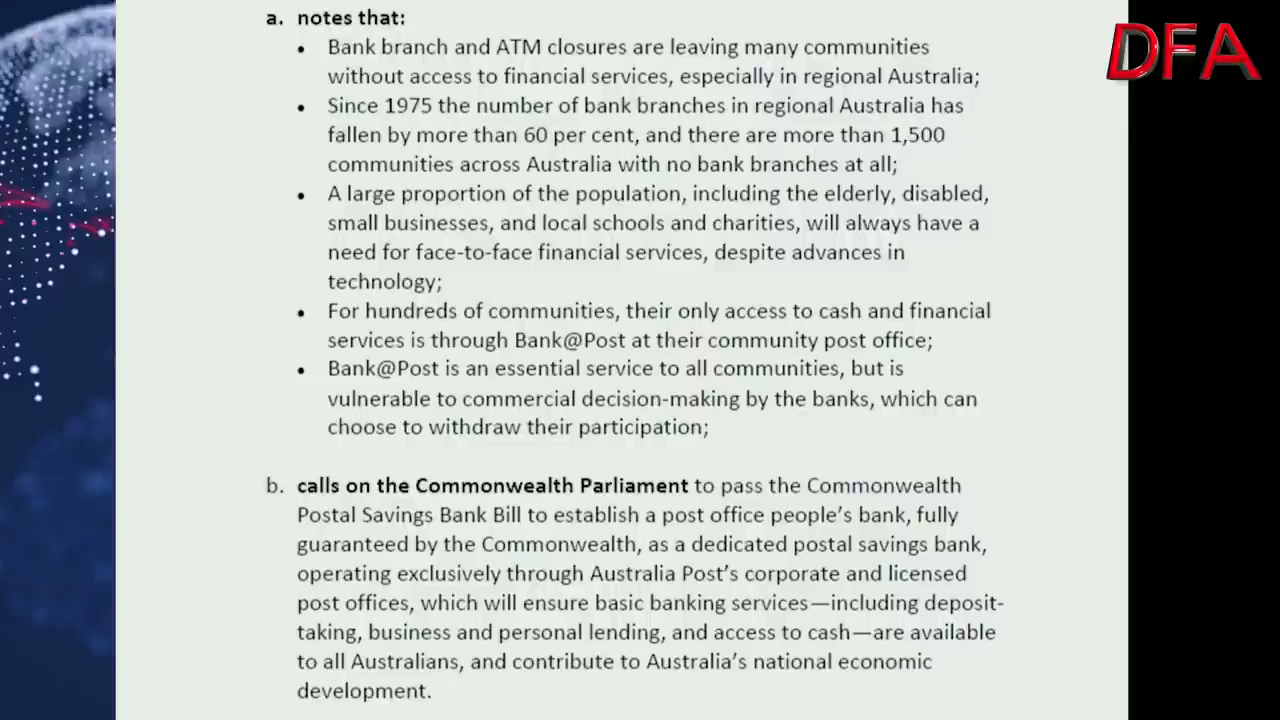 DFA
a. notes that:
• Bank branch and ATM closures are leaving many communities
without access to financial services, especially in regional Australia;
• Since 1975 the number of bank branches in regional Australia has
fallen by more than 60 per cent, and there are more than 1,500
communities across Australia with no bank branches at all;
• A large proportion of the population, including the elderly, disabled,
small businesses, and local schools and charities, will always have a
need for face-to-face financial services, despite advances in
technology;
• For hundreds of communities, their only access to cash and financial
services is through Bank@Post at their community post office;
• Bank@Post is an essential service to all communities, but is
vulnerable to commercial decision-making by the banks, which can
choose to withdraw their participation;
b. calls on the Commonwealth Parliament to pass the Commonwealth
Postal Savings Bank Bill to establish a post office people’s bank, fully
guaranteed by the Commonwealth, as a dedicated postal savings bank,
operating exclusively through Australia Post’s corporate and licensed
post offices, which will ensure basic banking services—including deposit-
taking, business and personal lending, and access to cash—are available
to all Australians, and contribute to Australia’s national economic
development.